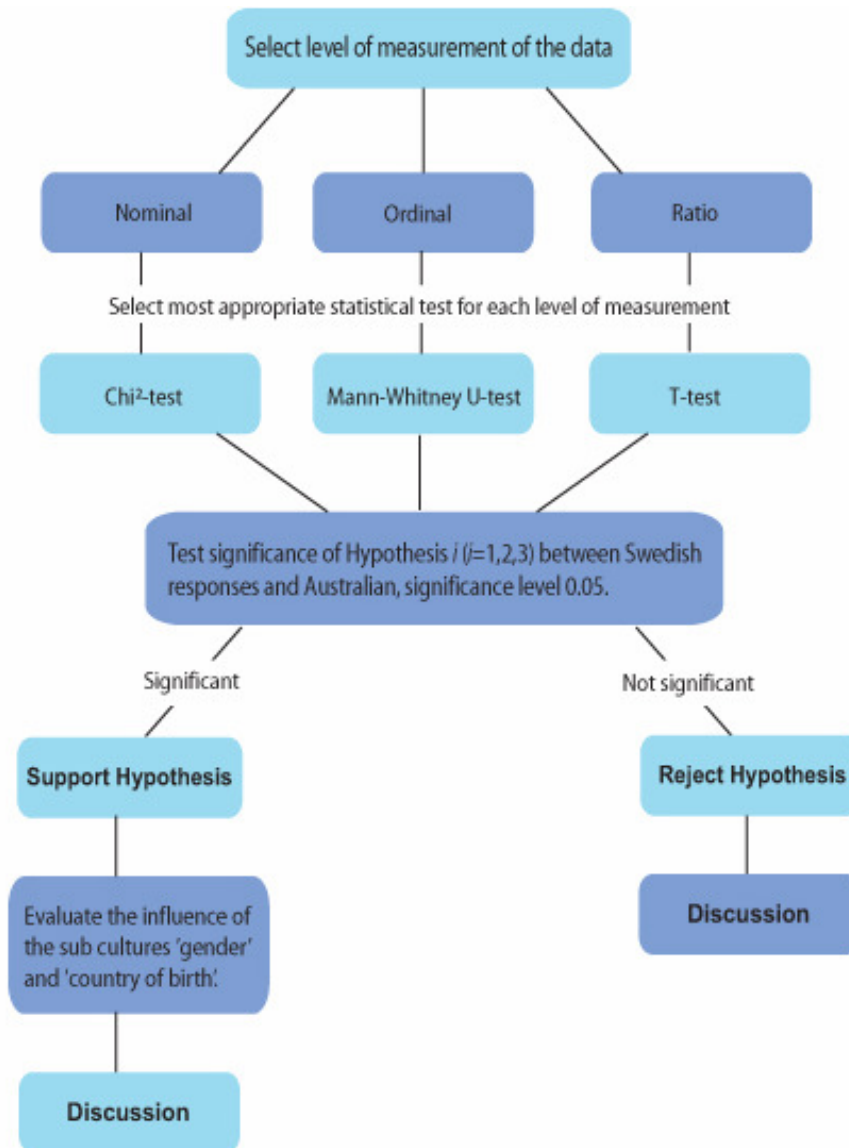 Select level of measurement of the data
Nominal
Ordinal
Ratio
Select most appropriate statistical test for each level of measurement
Chi²-test
Mann-Whitney U-test
T-test
Test significance of Hypothesis i (i=1,2,3) between Swedish
responses and Australian, significance level 0.05.
Significant
Not significant
Support Hypothesis
Reject Hypothesis
Evaluate the influence of
the sub cultures 'gender'
and 'country of birth'.
Discussion
Discussion